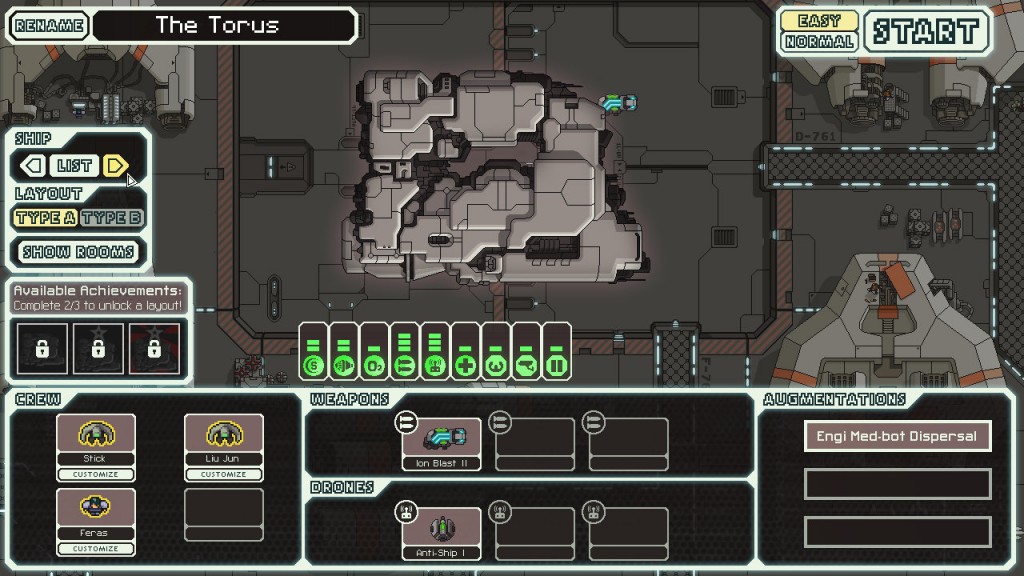 RENAME
The Torus
EASY
NORMAL
START
D-761
SHIP
LIST
LAYOUT
TYPE A TYPE B
SHOW ROOMS
Available Achievements:
Complete 2/3 to unlock a layout!
S
O2
CREW
Stick
CUSTOMIZE
Liu Jun
CUSTOMIZE
Feras
CUSTOMIZE
WEAPONS
Ion Blast II
DRONES
Anti-Ship I
AUGMENTATIONS
Engi Med-bot Dispersal